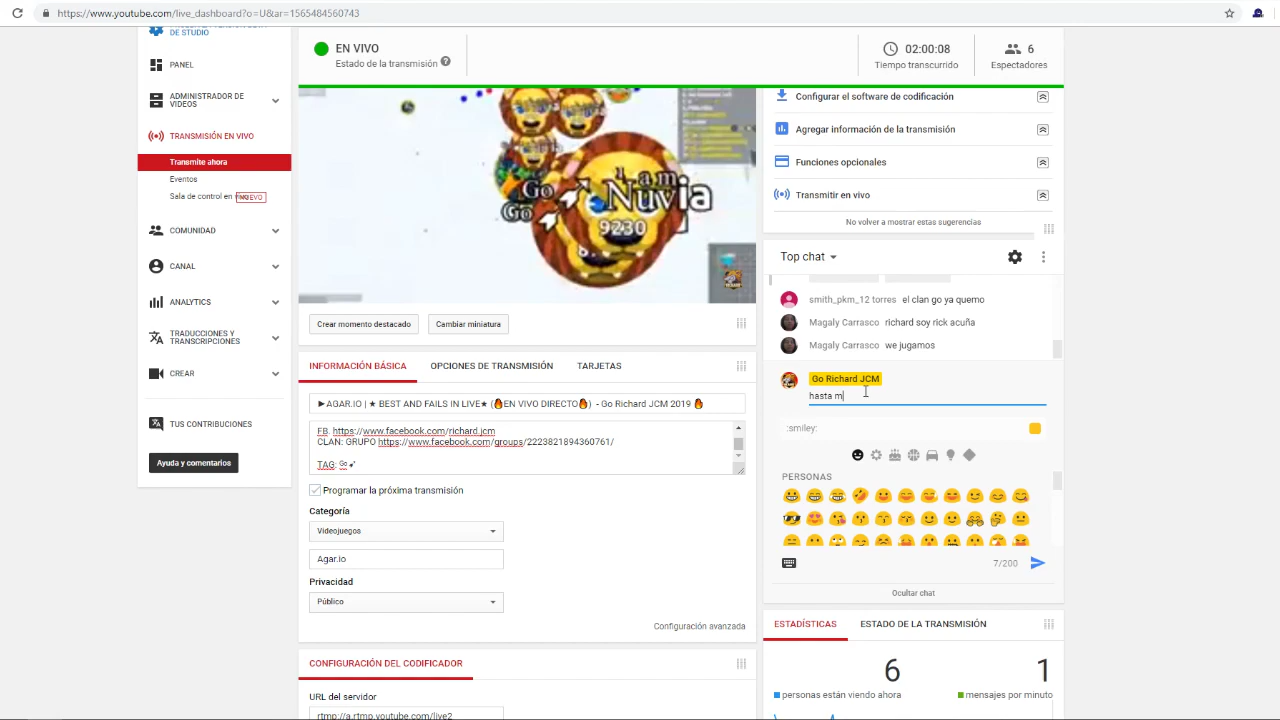 https://www.youtube.com/live_dashboard?o=U&ar=1565484560743
DE STUDIO
PANEL
ADMINISTRADOR DE
VIDEOS
TRANSMISIÓN EN VIVO
Transmite ahora
Eventos
Sala de control en vivo NUEVO
COMUNIDAD
CANAL
ANALYTICS
TRADUCCIONES Y
TRANSCRIPCIONES
CREAR
TUS CONTRIBUCIONES
Ayuda y comentarios
EN VIVO
Estado de la transmisión
02:00:08
Tiempo transcurrido
6
Espectadores
I am
Go Nuvia
Go
9230
Crear momento destacado
Cambiar miniatura
INFORMACIÓN BÁSICA
OPCIONES DE TRANSMISIÓN
TARJETAS
►AGAR.IO | ★ BEST AND FAILS IN LIVE★ (🔥EN VIVO DIRECTO🔥) - Go Richard JCM 2019 🔥
FB. https://www.facebook.com/richard.jcm
CLAN: GRUPO https://www.facebook.com/groups/2223821894360761/
TAG: Go➶
Programar la próxima transmisión
Categoría
Videojuegos
Agar.io
Privacidad
Público
Configuración avanzada
CONFIGURACIÓN DEL CODIFICADOR
URL del servidor
rtmp://a.rtmp.youtube.com/live2
Configurar el software de codificación
Agregar información de la transmisión
Funciones opcionales
Transmitir en vivo
No volver a mostrar estas sugerencias
Top chat
smith_pkm_12 torres el clan go ya quemo
Magaly Carrasco richard soy rick acuña
Magaly Carrasco we jugamos
Go Richard JCM
hasta m
:smiley:
PERSONAS
7/200
Ocultar chat
ESTADÍSTICAS
ESTADO DE LA TRANSMISIÓN
6
personas están viendo ahora
1
mensajes por minuto